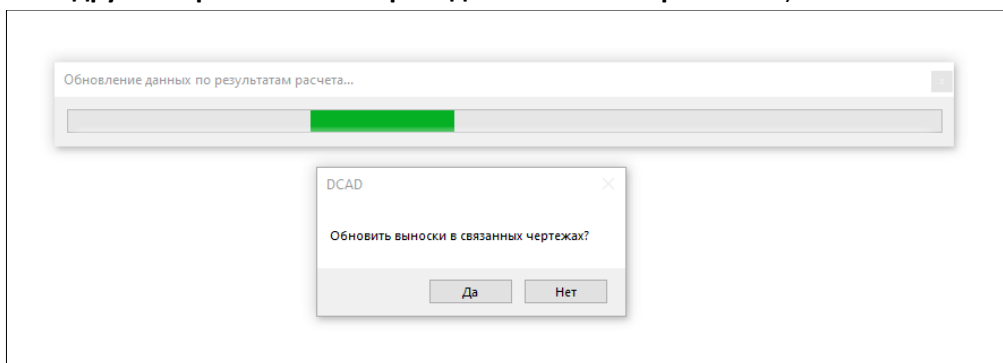 Обновление данных по результатам расчета...
DCAD
Обновить выноски в связанных чертежах?
Да
Нет